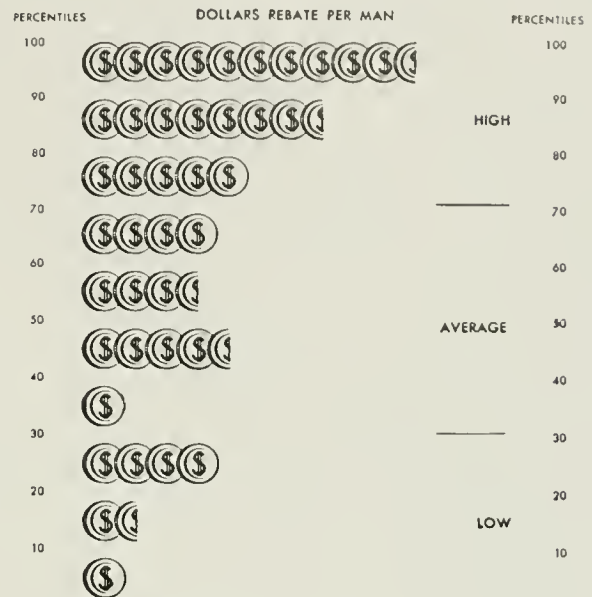 PERCENTILES DOLLARS REBATE PER MAN PERCENTILES
100 100
90 90
HIGH
80 80
70 70
60 60
50 AVERAGE 50
40 40
30 30
20 20
LOW
10 10